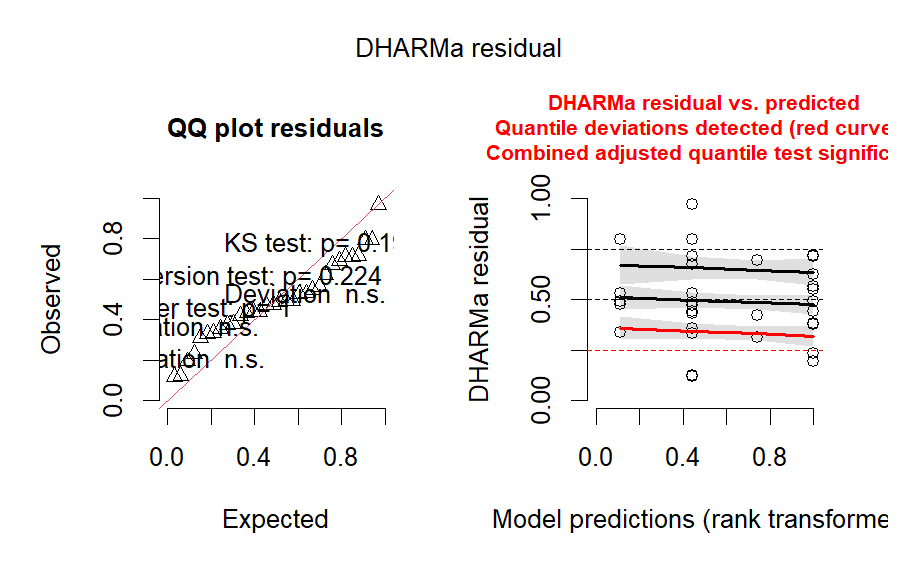 DHARMa residual
QQ plot residuals
KS test: p= 0.19
ersion test: p= 0.224
Deviation n.s.
er test: p= 1
ation n.s.
ation n.s.
Observed
0.0
0.4
0.8
0.0
0.4
0.8
Expected
DHARMa residual vs. predicted
Quantile deviations detected (red curve
Combined adjusted quantile test signific
DHARMa residual
0.00
0.50
1.00
0.0
0.4
0.8
Model predictions (rank transforme